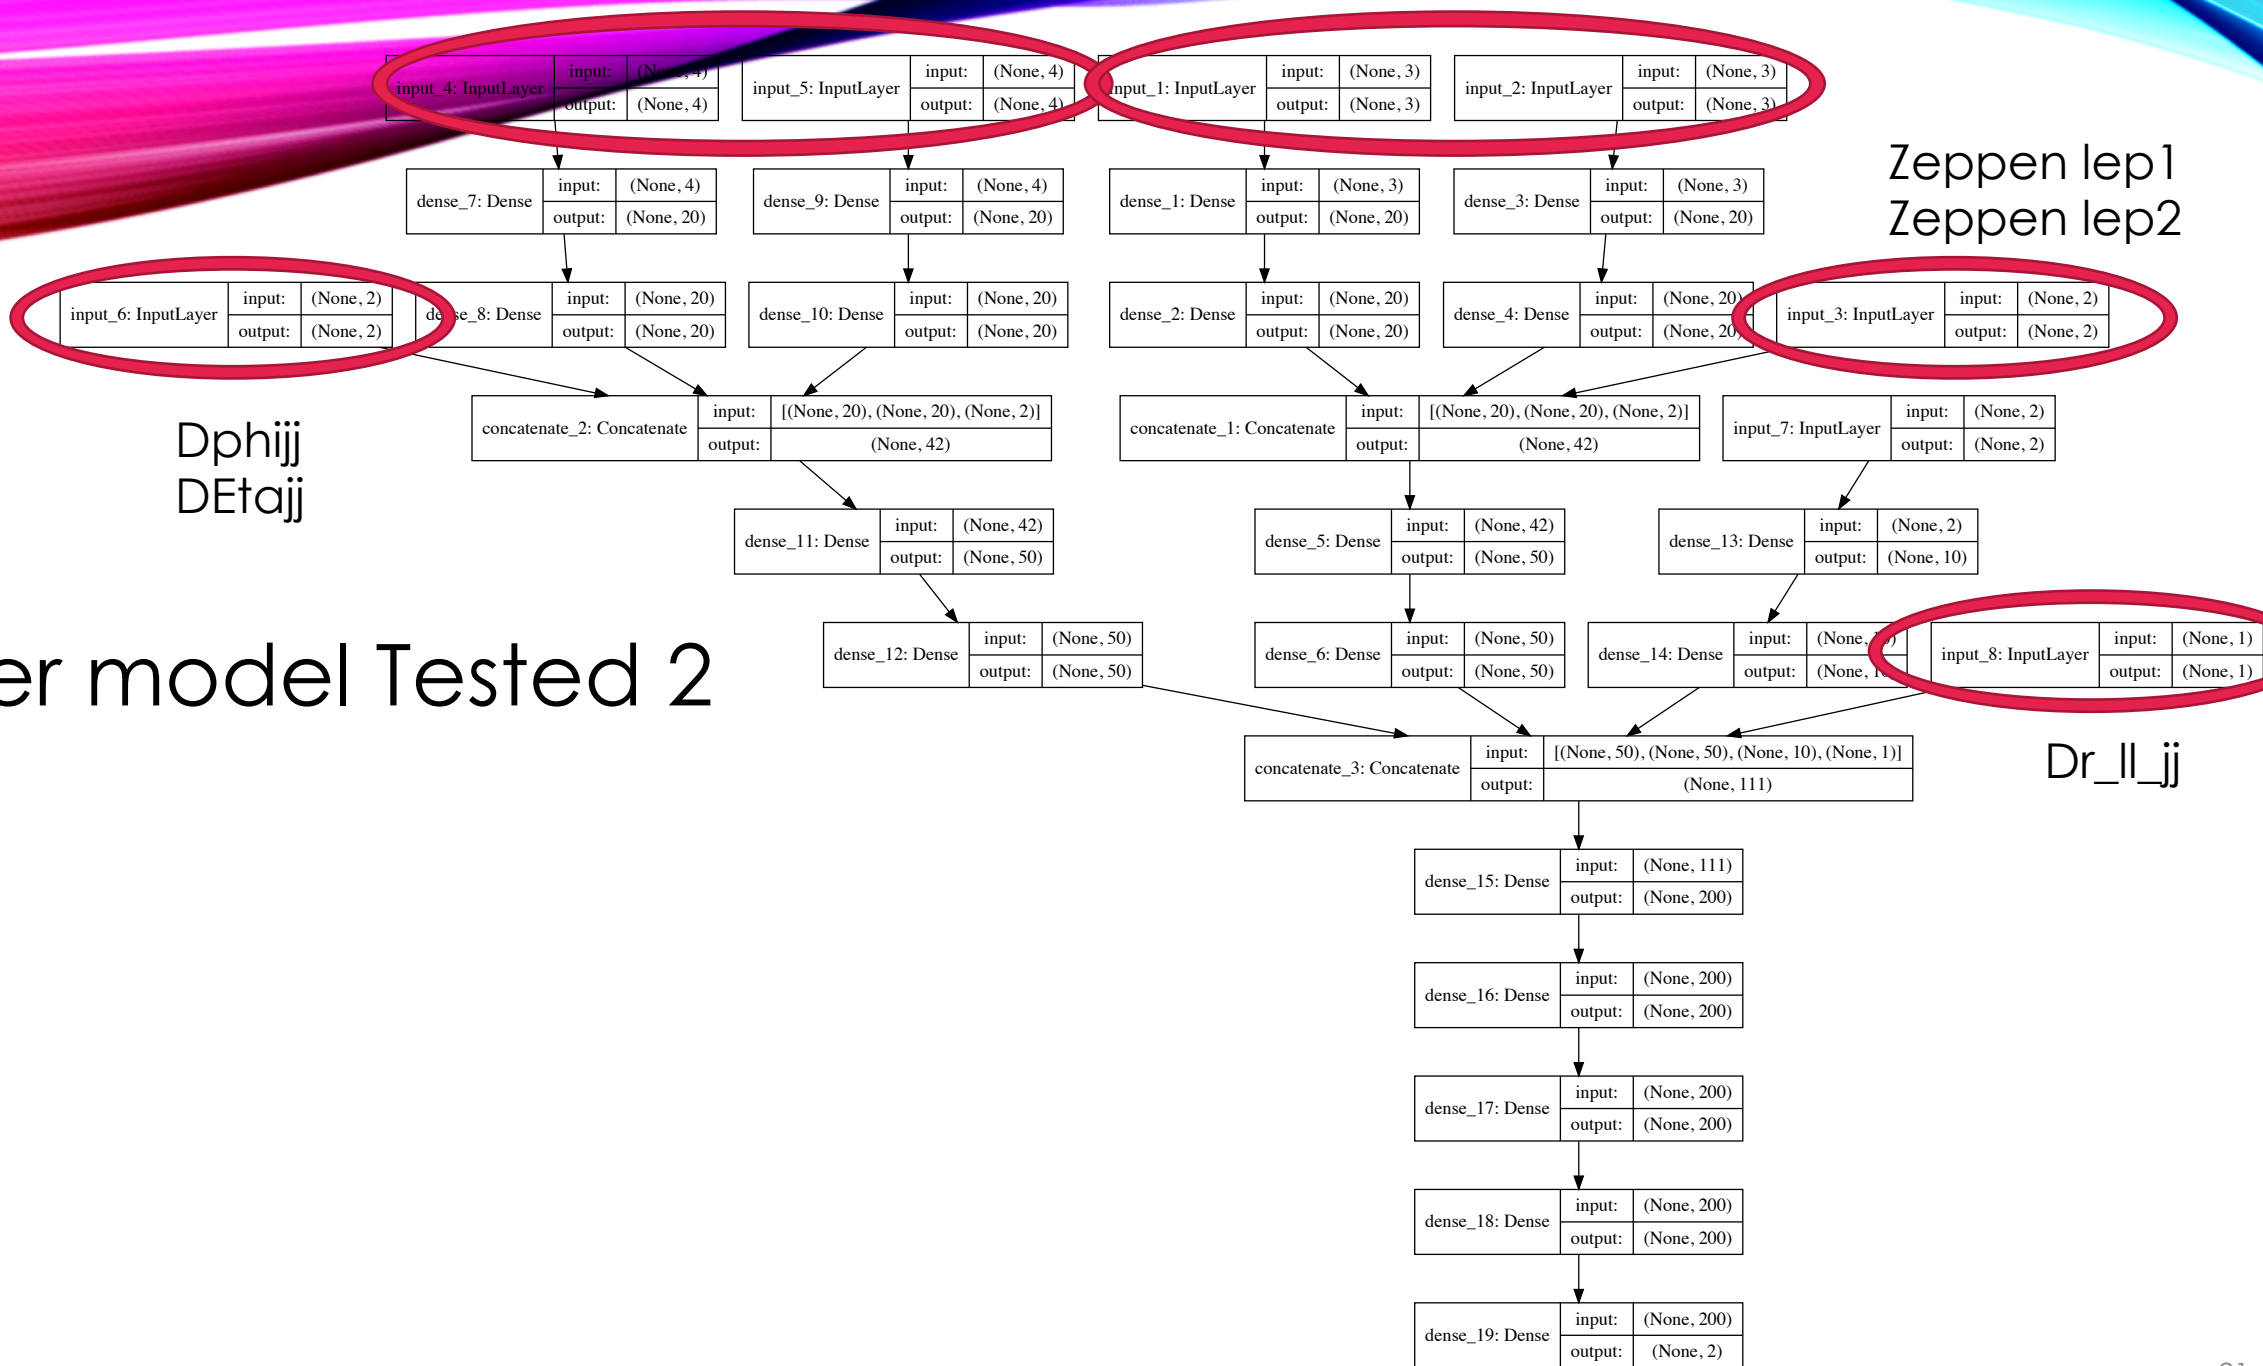 input_4: InputLayer input: (None, 4) output: (None, 4)
input_5: InputLayer input: (None, 4) output: (None, 4)
input_1: InputLayer input: (None, 3) output: (None, 3)
input_2: InputLayer input: (None, 3) output: (None, 3)
Zeppen lep1
Zeppen lep2
dense_7: Dense input: (None, 4) output: (None, 20)
dense_9: Dense input: (None, 4) output: (None, 20)
dense_1: Dense input: (None, 3) output: (None, 20)
dense_3: Dense input: (None, 3) output: (None, 20)
input_6: InputLayer input: (None, 2) output: (None, 2)
dense_8: Dense input: (None, 20) output: (None, 20)
dense_10: Dense input: (None, 20) output: (None, 20)
dense_2: Dense input: (None, 20) output: (None, 20)
dense_4: Dense input: (None, 20) output: (None, 20)
input_3: InputLayer input: (None, 2) output: (None, 2)
Dphijj
DEtajj
concatenate_2: Concatenate input: [(None, 20), (None, 20), (None, 2)] output: (None, 42)
concatenate_1: Concatenate input: [(None, 20), (None, 20), (None, 2)] output: (None, 42)
input_7: InputLayer input: (None, 2) output: (None, 2)
dense_11: Dense input: (None, 42) output: (None, 50)
dense_5: Dense input: (None, 42) output: (None, 50)
dense_13: Dense input: (None, 2) output: (None, 10)
er model Tested 2
dense_12: Dense input: (None, 50) output: (None, 50)
dense_6: Dense input: (None, 50) output: (None, 50)
dense_14: Dense input: (None, 10) output: (None, 10)
input_8: InputLayer input: (None, 1) output: (None, 1)
concatenate_3: Concatenate input: [(None, 50), (None, 50), (None, 10), (None, 1)] output: (None, 111)
Dr_ll_jj
dense_15: Dense input: (None, 111) output: (None, 200)
dense_16: Dense input: (None, 200) output: (None, 200)
dense_17: Dense input: (None, 200) output: (None, 200)
dense_18: Dense input: (None, 200) output: (None, 200)
dense_19: Dense input: (None, 200) output: (None, 2)